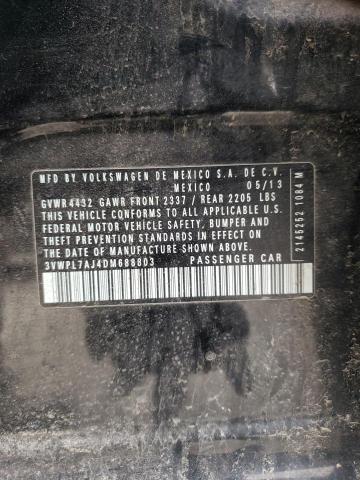 MFD BY VOLKSWAGEN DE MEXICO S.A. DE C.V.
MEXICO 05/13
GVWR 4432 GAWR FRONT 2337 / REAR 2205 LBS
THIS VEHICLE CONFORMS TO ALL APPLICABLE U.S.
FEDERAL MOTOR VEHICLE SAFETY, BUMPER AND
THEFT PREVENTION STANDARDS IN EFFECT ON
THE DATE OF MANUFACTURE SHOWN ABOVE.
3VWPL7AJ4DM688803 PASSENGER CAR
2145252 1084 M